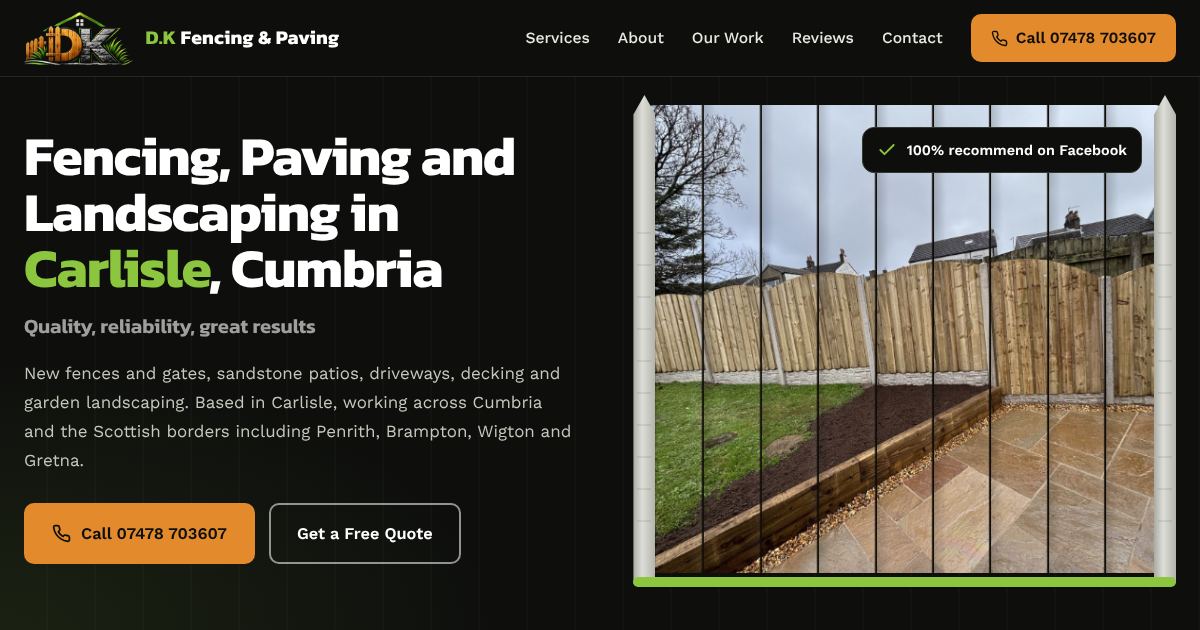 DK
D.K Fencing & Paving
Services
About
Our Work
Reviews
Contact
Call 07478 703607
100% recommend on Facebook
Fencing, Paving and
Landscaping in
Carlisle, Cumbria
Quality, reliability, great results
New fences and gates, sandstone patios, driveways, decking and
garden landscaping. Based in Carlisle, working across Cumbria
and the Scottish borders including Penrith, Brampton, Wigton and
Gretna.
Call 07478 703607
Get a Free Quote